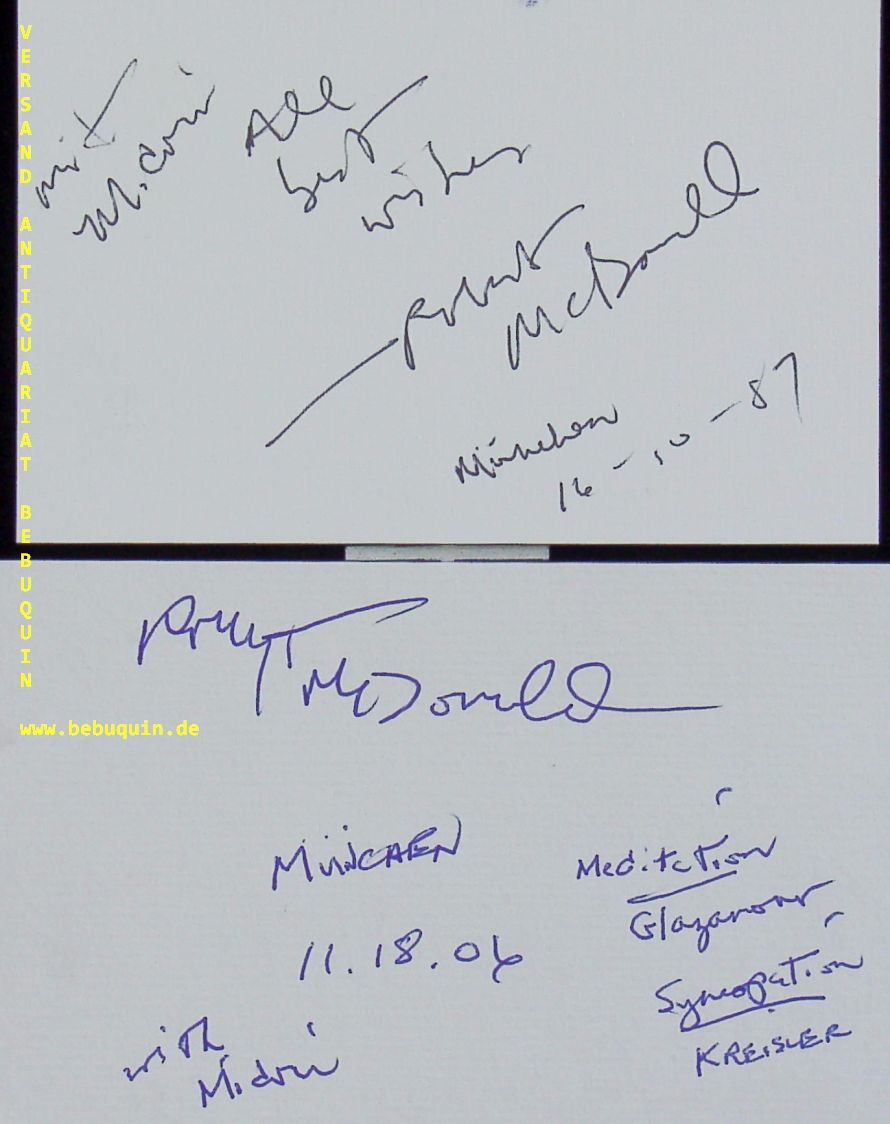 mit
Midori
All
best
wishes
Robert
McDonald
München
16-10-87
Robert
McDonald
MÜNCHEN
11.18.06
with
Midori
Meditation
Glazanour
Syncopation
KREISLER
VERSAND ANTIQUARIAT BEBUQUIN
www.bebuquin.de